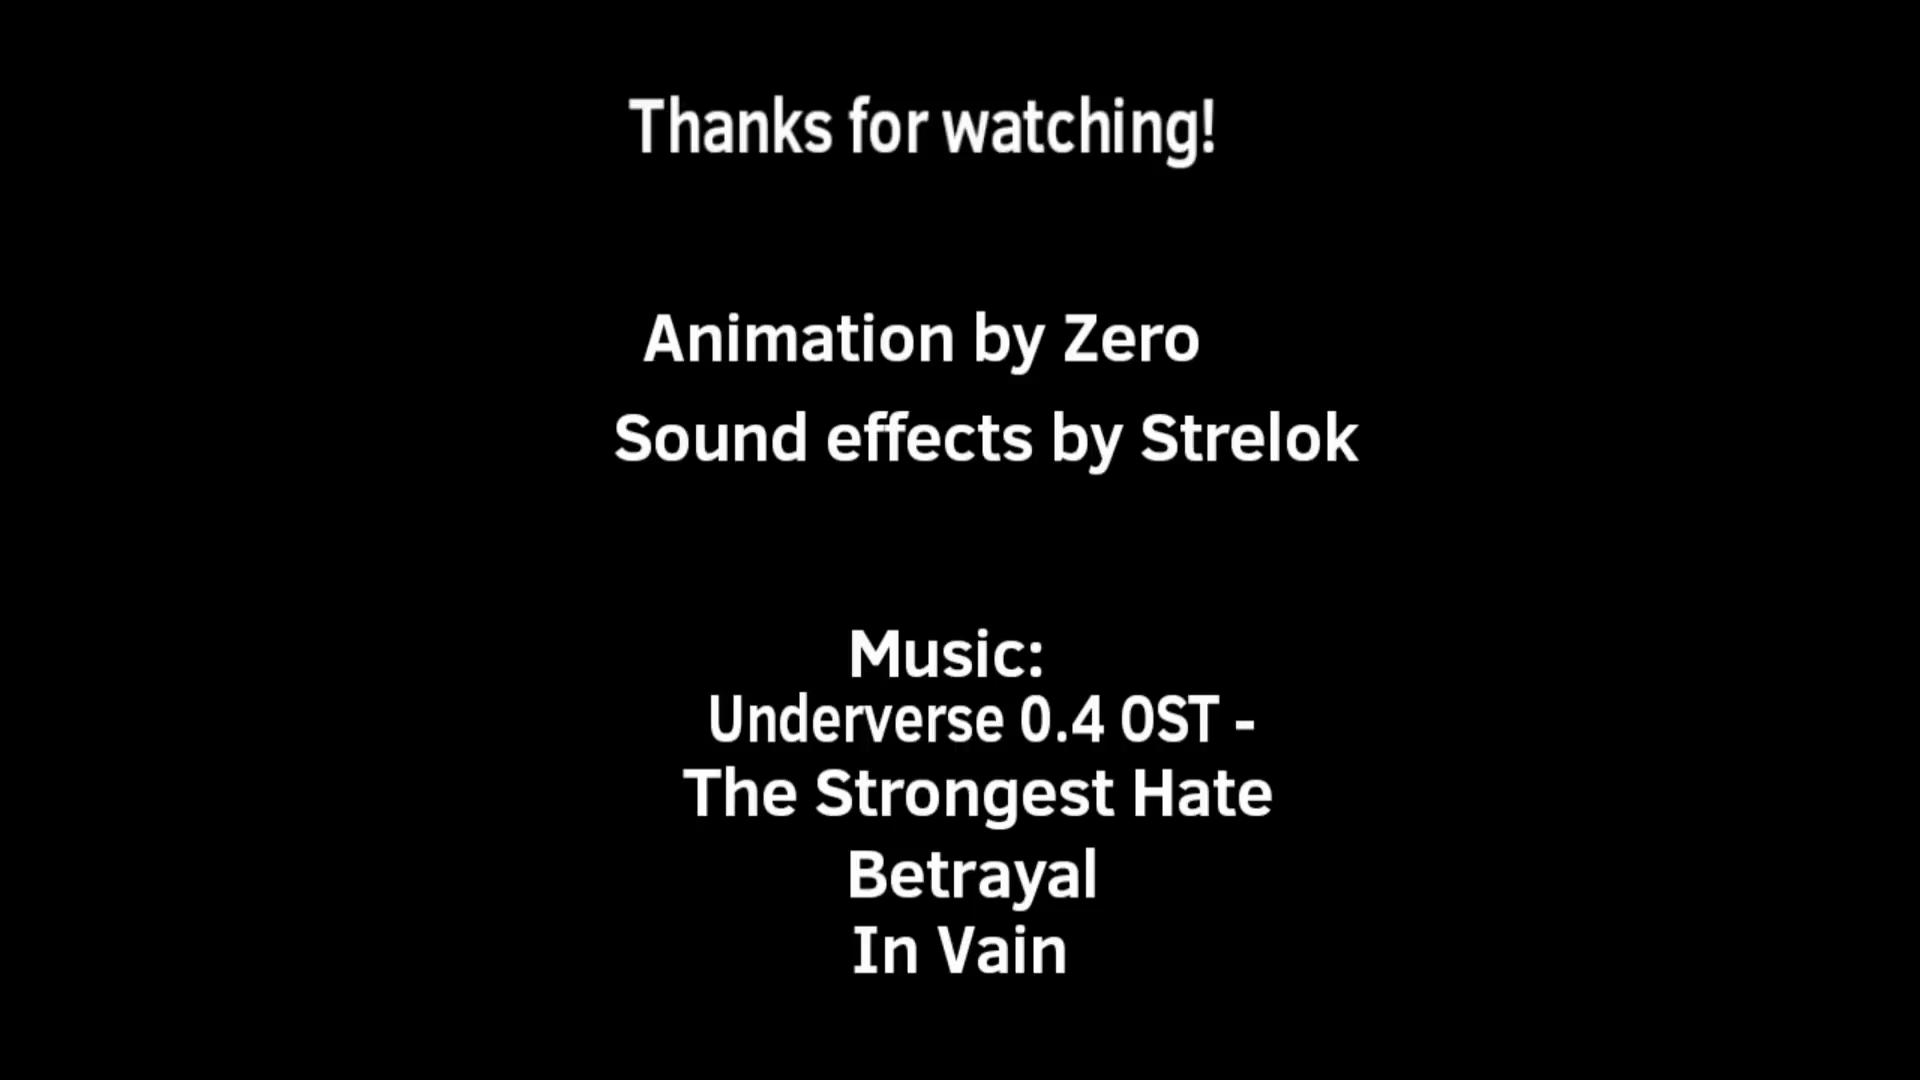 Thanks for watching!
Animation by Zero
Sound effects by Strelok
Music:
Underverse 0.4 OST -
The Strongest Hate
Betrayal
In Vain